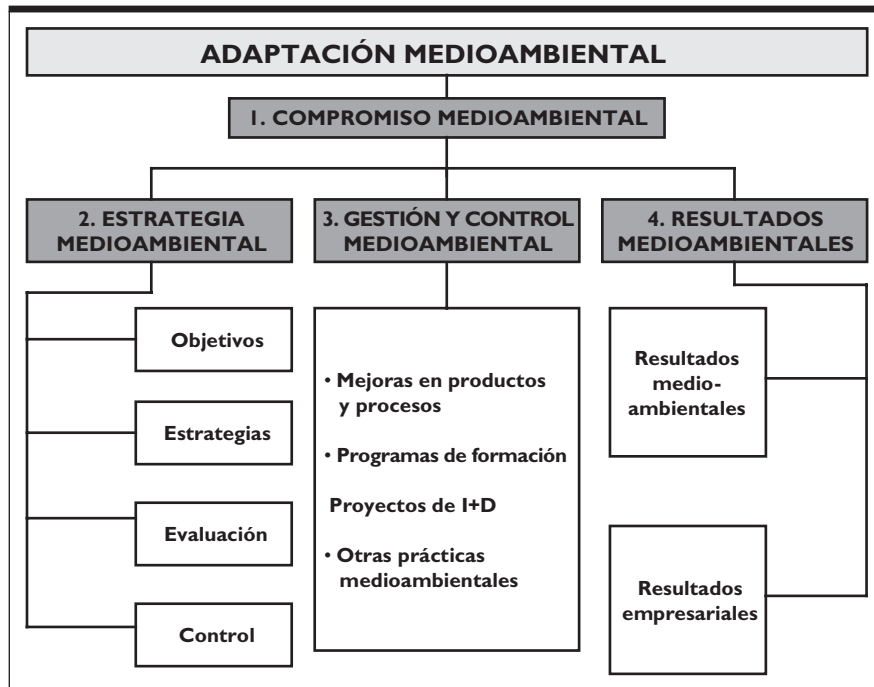 ADAPTACIÓN MEDIOAMBIENTAL
1. COMPROMISO MEDIOAMBIENTAL
2. ESTRATEGIA
MEDIOAMBIENTAL
3. GESTIÓN Y CONTROL
MEDIOAMBIENTAL
4. RESULTADOS
MEDIOAMBIENTALES
Objetivos
Estrategias
Evaluación
Control
• Mejoras en productos
y procesos
• Programas de formación
Proyectos de I+D
• Otras prácticas
medioambientales
Resultados
medio-
ambientales
Resultados
empresariales